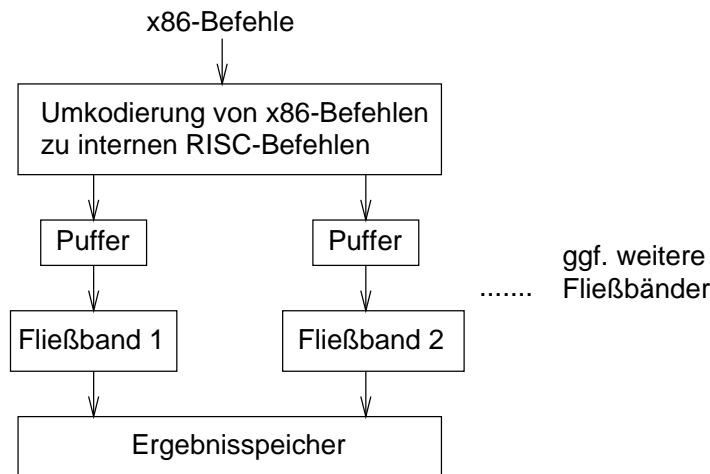 x86-Befehle
Umkodierung von x86-Befehlen
zu internen RISC-Befehlen
Puffer
Puffer
ggf. weitere
....... Fließbänder
Fließband 1
Fließband 2
Ergebnisspeicher